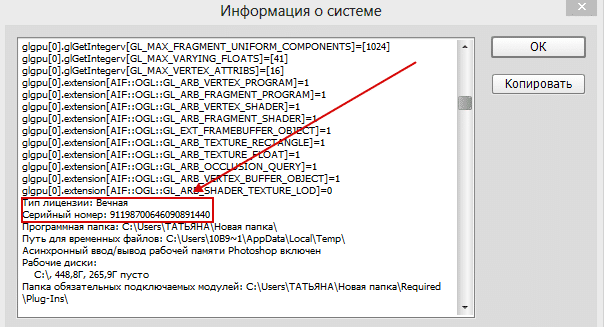 Информация о системе
glgpu[0].glGetIntegerv[GL_MAX_FRAGMENT_UNIFORM_COMPONENTS]=[1024]
glgpu[0].glGetIntegerv[GL_MAX_VARYING_FLOATS]=[41]
glgpu[0].glGetIntegerv[GL_MAX_VERTEX_ATTRIBS]=[16]
glgpu[0].extension[AIF::OGL::GL_ARB_VERTEX_PROGRAM]=1
glgpu[0].extension[AIF::OGL::GL_ARB_FRAGMENT_PROGRAM]=1
glgpu[0].extension[AIF::OGL::GL_ARB_VERTEX_SHADER]=1
glgpu[0].extension[AIF::OGL::GL_ARB_FRAGMENT_SHADER]=1
glgpu[0].extension[AIF::OGL::GL_EXT_FRAMEBUFFER_OBJECT]=1
glgpu[0].extension[AIF::OGL::GL_ARB_TEXTURE_RECTANGLE]=1
glgpu[0].extension[AIF::OGL::GL_ARB_TEXTURE_FLOAT]=1
glgpu[0].extension[AIF::OGL::GL_ARB_OCCLUSION_QUERY]=1
glgpu[0].extension[AIF::OGL::GL_ARB_VERTEX_BUFFER_OBJECT]=1
glgpu[0].extension[AIF::OGL::GL_ARB_SHADER_TEXTURE_LOD]=0
Тип лицензии: Вечная
Серийный номер: 91198700646090891440
Программная папка: C:\Users\ТАТЬЯНА\Новая папка\
Путь для временных файлов: C:\Users\10B9~1\AppData\Local\Temp\
Асинхронный ввод/вывод рабочей памяти Photoshop включен
Рабочие диски:
C:\, 448,8Г, 265,9Г пусто
Папка обязательных подключаемых модулей: C:\Users\ТАТЬЯНА\Новая папка\Required
\Plug-Ins\
ОК
Копировать